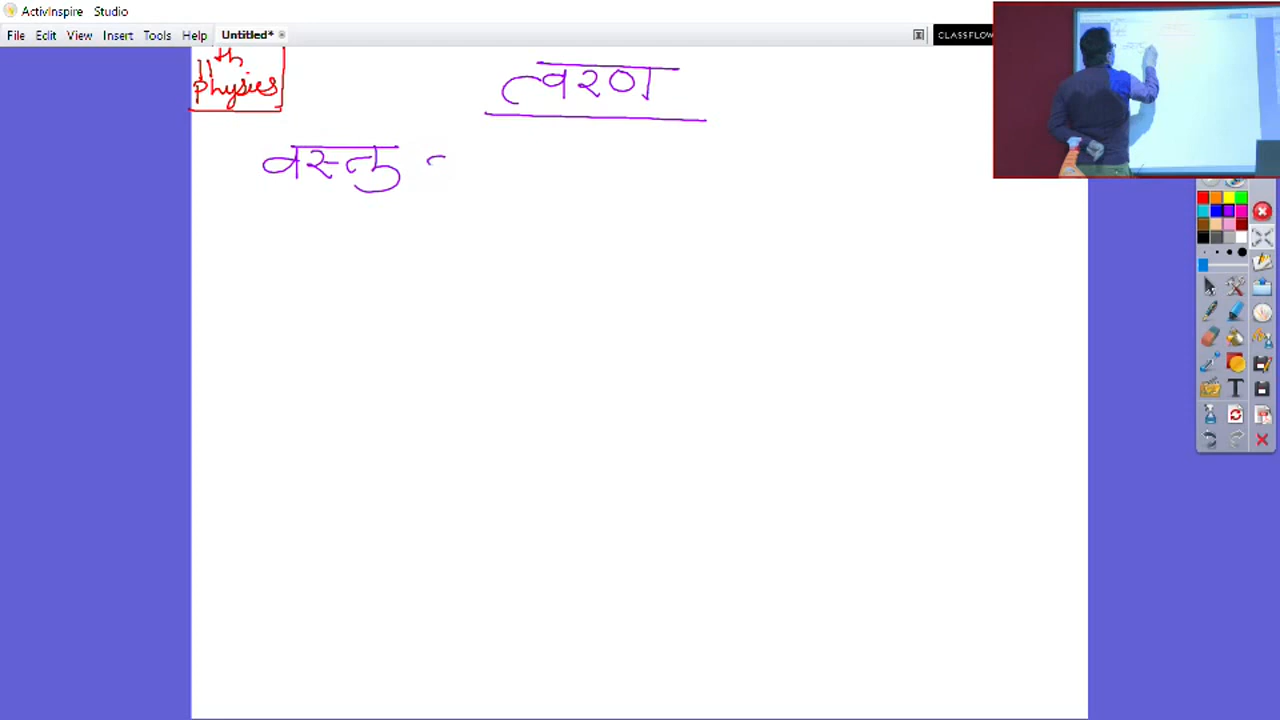 ActivInspire Studio
File Edit View Insert Tools Help Untitled*
CLASSFLOW
11th
physics
त्वरण
वस्तु